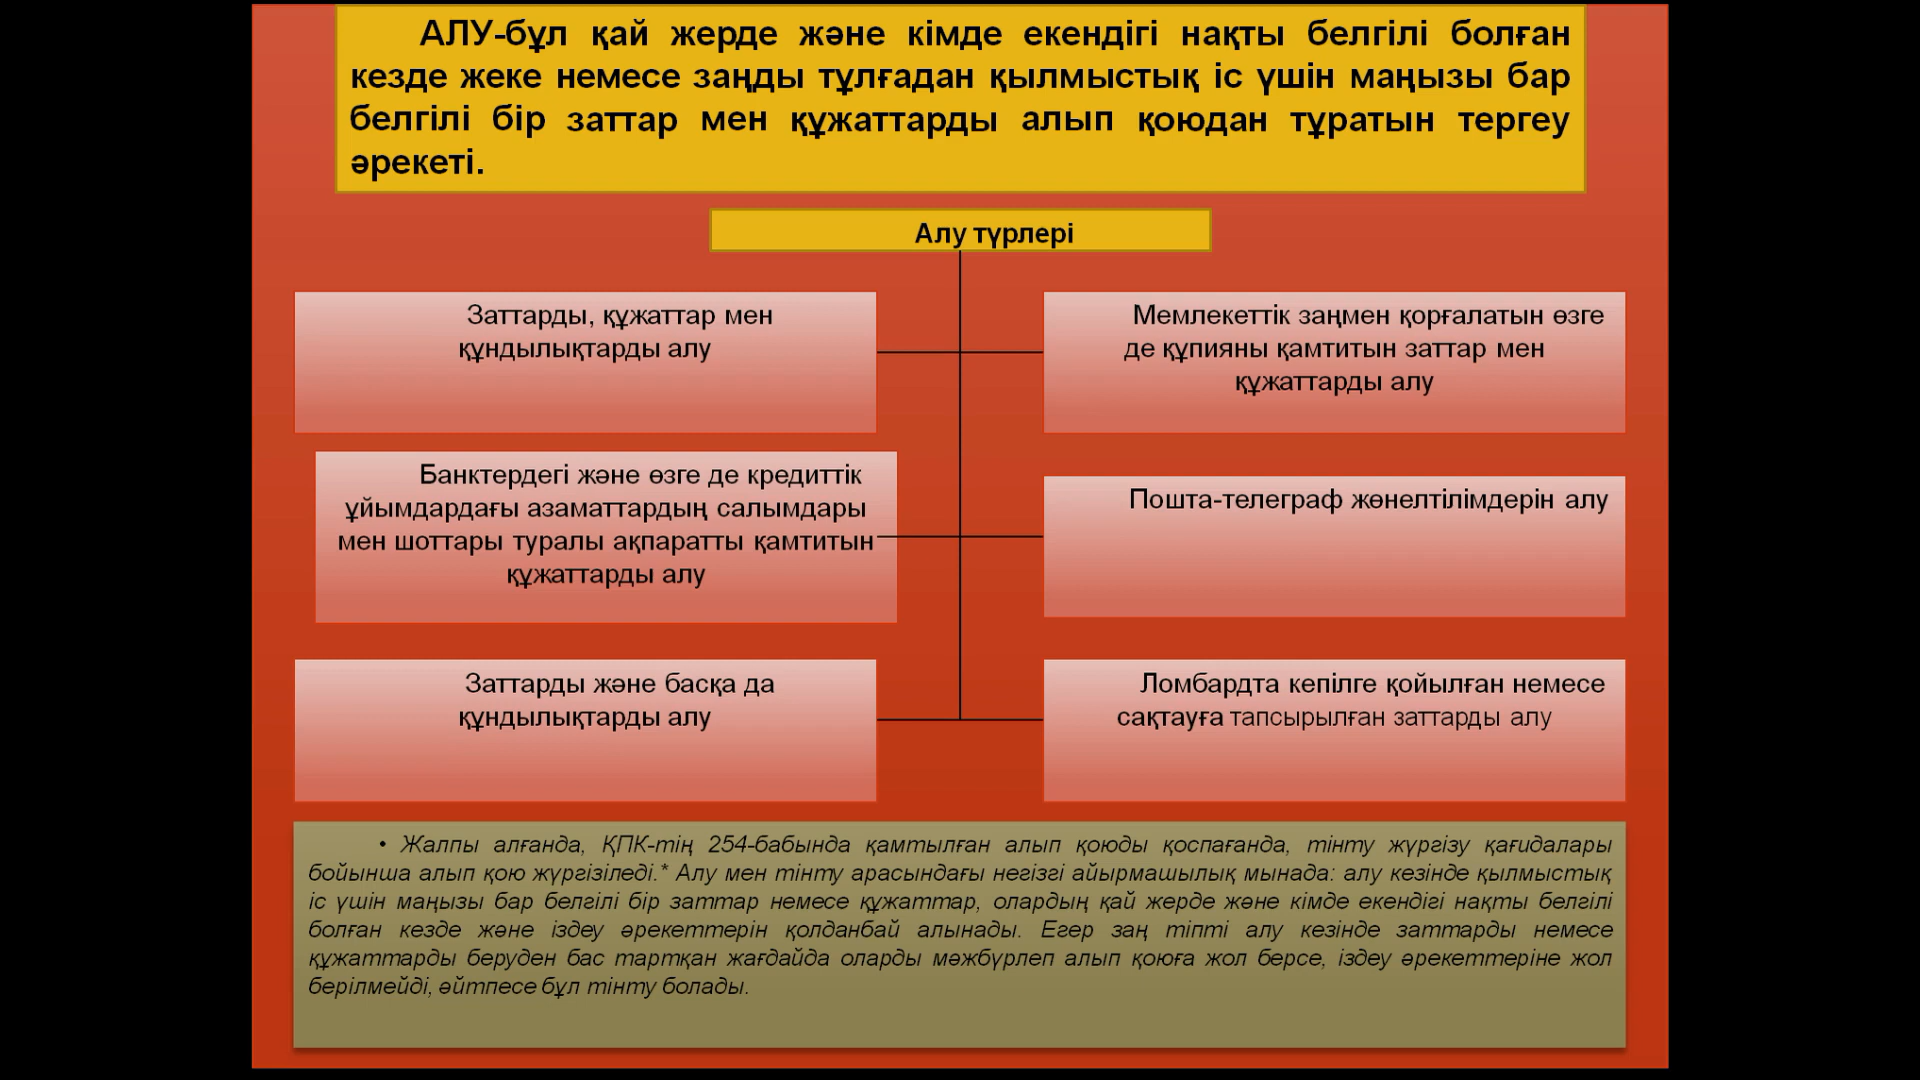 АЛУ-бұл қай жерде және кімде екендігі нақты белгілі болған
кезде жеке немесе заңды тұлғадан қылмыстық іс үшін маңызы бар
белгілі бір заттар мен құжаттарды алып қоюдан тұратын тергеу
әрекеті.
Алу түрлері
Заттарды, құжаттар мен
құндылықтарды алу
Мемлекеттік заңмен қорғалатын өзге
де құпияны қамтитын заттар мен
құжаттарды алу
Банктердегі және өзге де кредиттік
ұйымдардағы азаматтардың салымдары
мен шоттары туралы ақпаратты қамтитын
құжаттарды алу
Пошта-телеграф жөнелтілімдерін алу
Заттарды және басқа да
құндылықтарды алу
Ломбардта кепілге қойылған немесе
сақтауға тапсырылған заттарды алу
• Жалпы алғанда, ҚПК-тің 254-бабында қамтылған алып қоюды қоспағанда, тінту жүргізу қағидалары
бойынша алып қою жүргізіледі.* Алу мен тінту арасындағы негізгі айырмашылық мынада: алу кезінде қылмыстық
іс үшін маңызы бар белгілі бір заттар немесе құжаттар, олардың қай жерде және кімде екендігі нақты белгілі
болған кезде және іздеу әрекеттерін қолданбай алынады. Егер заң тіпті алу кезінде заттарды немесе
құжаттарды беруден бас тартқан жағдайда оларды мәжбүрлеп алып қоюға жол берсе, іздеу әрекеттеріне жол
берілмейді, әйтпесе бұл тінту болады.